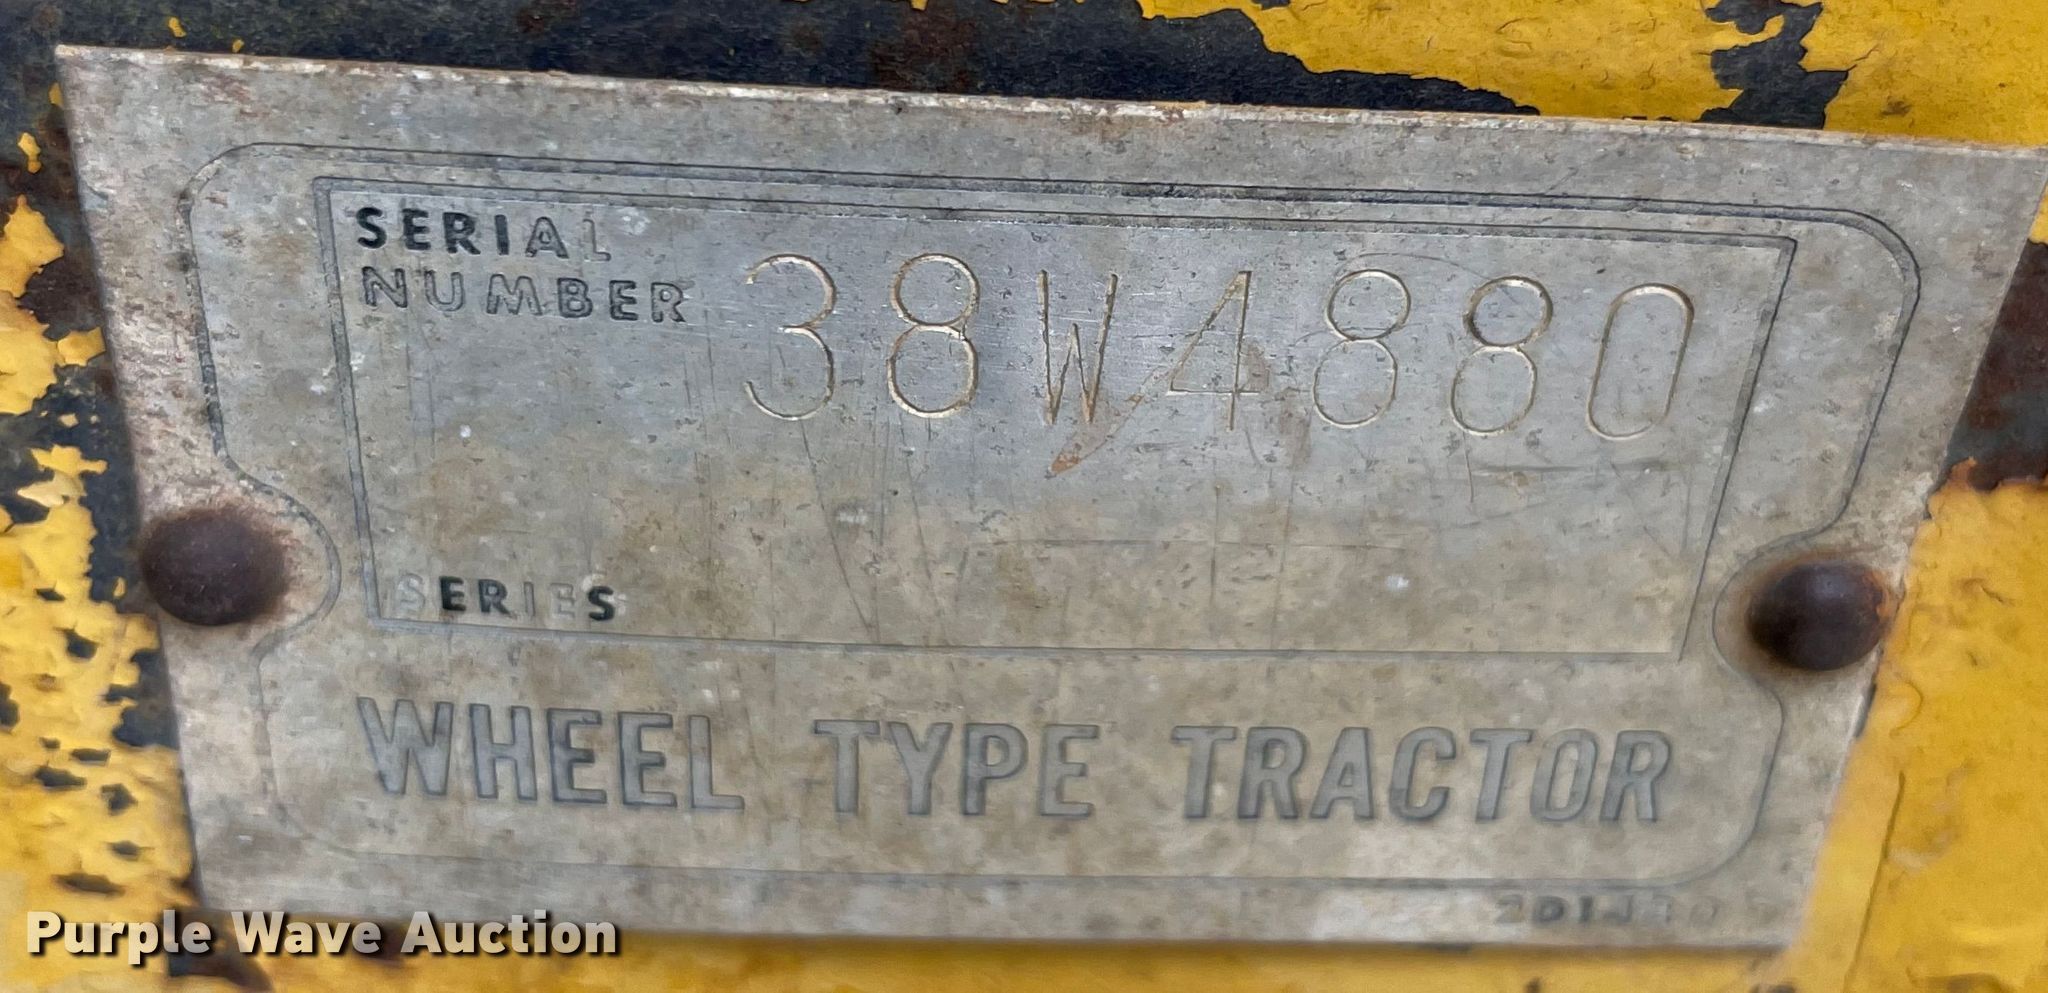 SERIAL
NUMBER 38W4880
SERIES
WHEEL TYPE TRACTOR
Purple Wave Auction